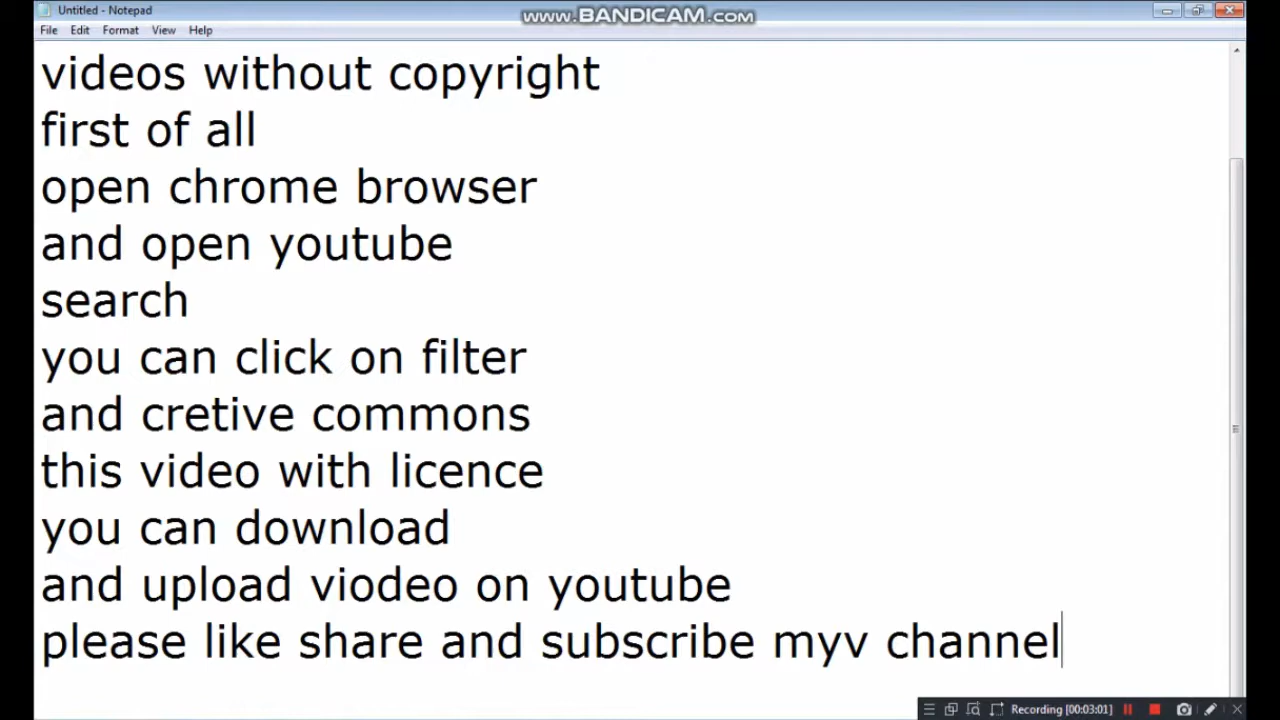 Untitled - Notepad
www.BANDICAM.com
File Edit Format View Help
videos without copyright
first of all
open chrome browser
and open youtube
search
you can click on filter
and cretive commons
this video with licence
you can download
and upload viodeo on youtube
please like share and subscribe myv channel
Recording [00:03:01]